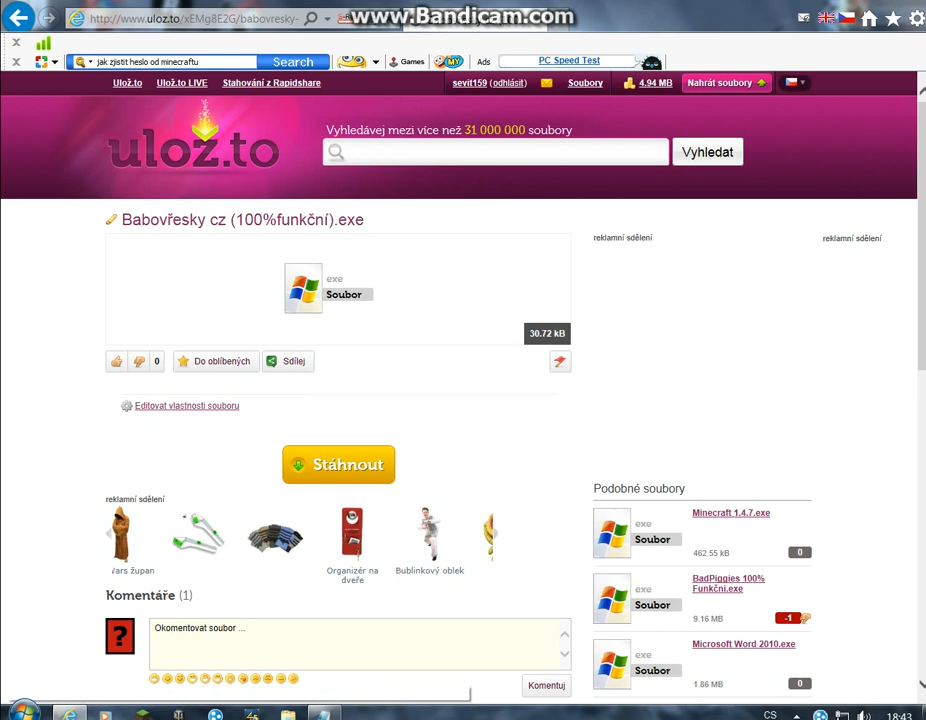 http://www.uloz.to/xEMg8E2G/babovresky-
www.Bandicam.com
jak zjistit heslo od minecraftu
Search
Games
MY
Ads
PC Speed Test
Ulož.to
Ulož.to LIVE
Stahování z Rapidshare
sevit159 (odhlásit)
Soubory
4.94 MB
Nahrát soubory
uloz.to
Vyhledávej mezi více než 31 000 000 soubory
Vyhledat
Babovřesky cz (100%funkční).exe
reklamní sdělení
reklamní sdělení
exe
Soubor
30.72 kB
0
Do oblíbených
Sdílej
Editovat vlastnosti souboru
Stáhnout
reklamní sdělení
Wars župan
Organizér na
dveře
Bublinkový oblek
Podobné soubory
exe
Soubor
Minecraft 1.4.7.exe
462.55 kB
0
exe
Soubor
BadPiggies 100%
Funkční.exe
9.16 MB
-1
exe
Soubor
Microsoft Word 2010.exe
1.86 MB
0
Komentáře (1)
?
Okomentovat soubor ...
Komentuj
CS
18:43